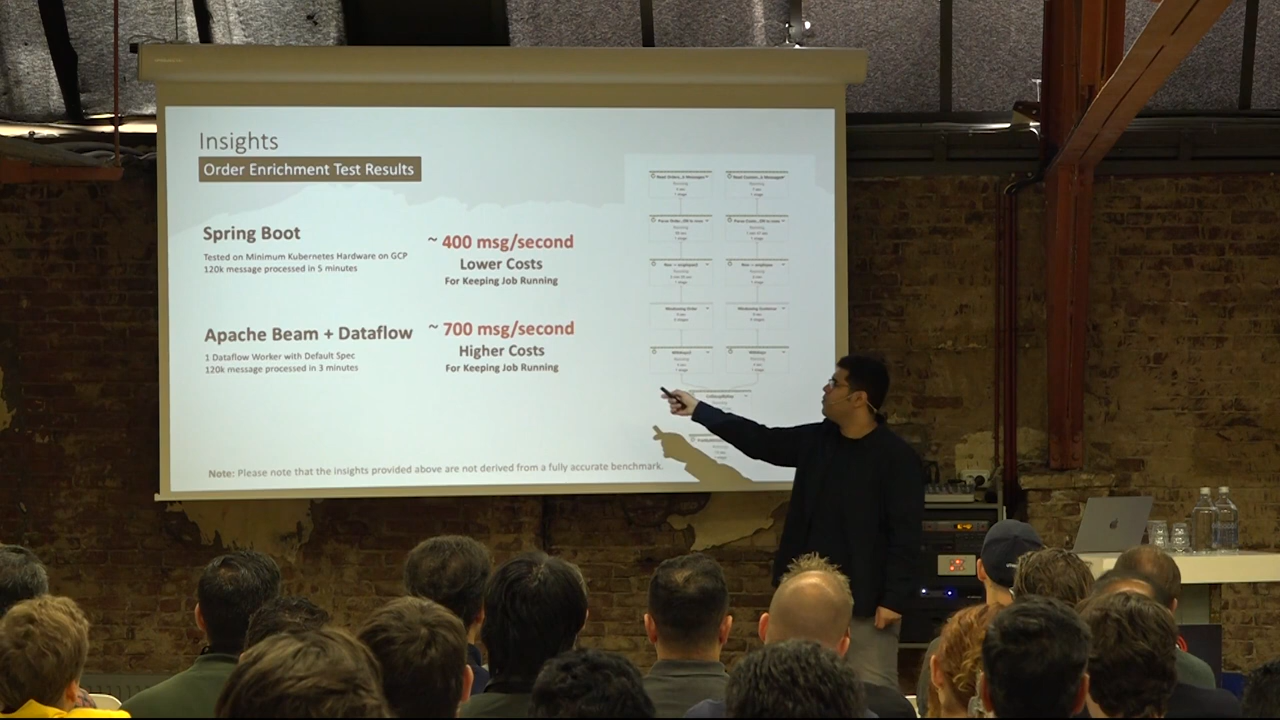 Insights
Order Enrichment Test Results
Spring Boot
Tested on Minimum Kubernetes Hardware on GCP
120k message processed in 5 minutes
~ 400 msg/second
Lower Costs
For Keeping Job Running
Apache Beam + Dataflow
1 Dataflow Worker with Default Spec
120k message processed in 3 minutes
~ 700 msg/second
Higher Costs
For Keeping Job Running
Note: Please note that the insights provided above are not derived from a fully accurate benchmark.